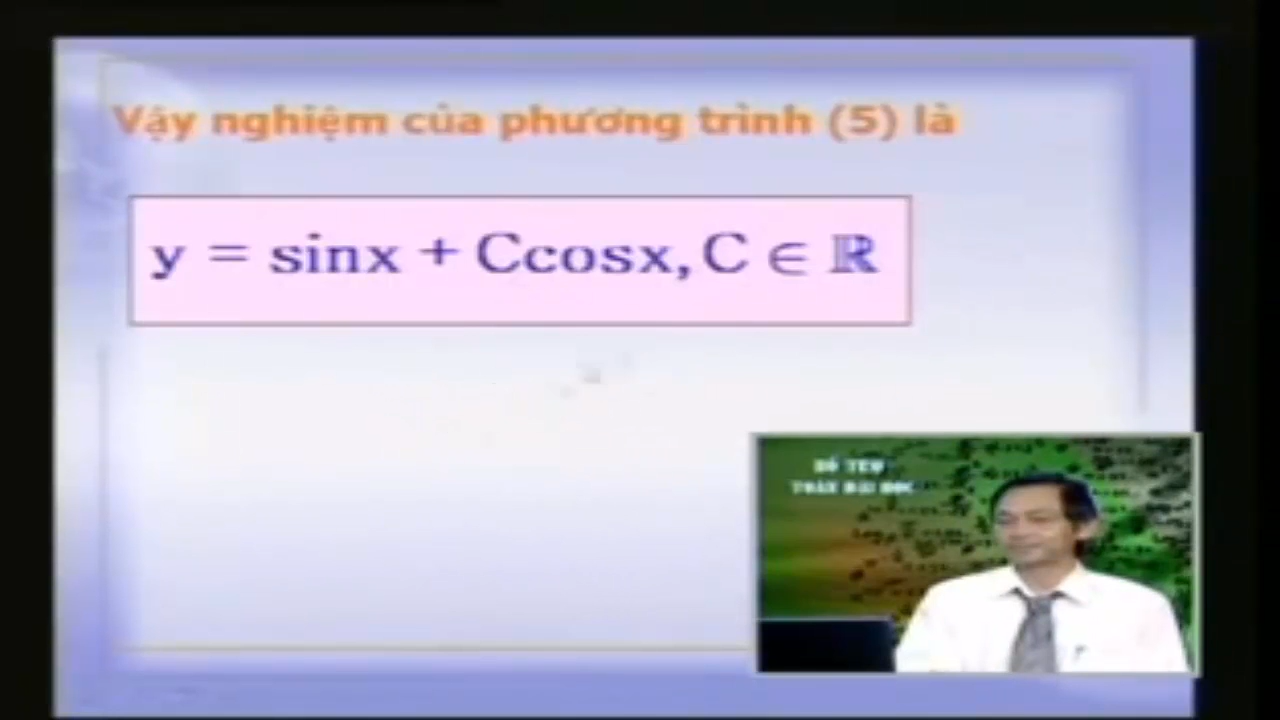 Vậy nghiệm của phương trình (5) là
y = sinx + Ccosx, C ∈ ℝ